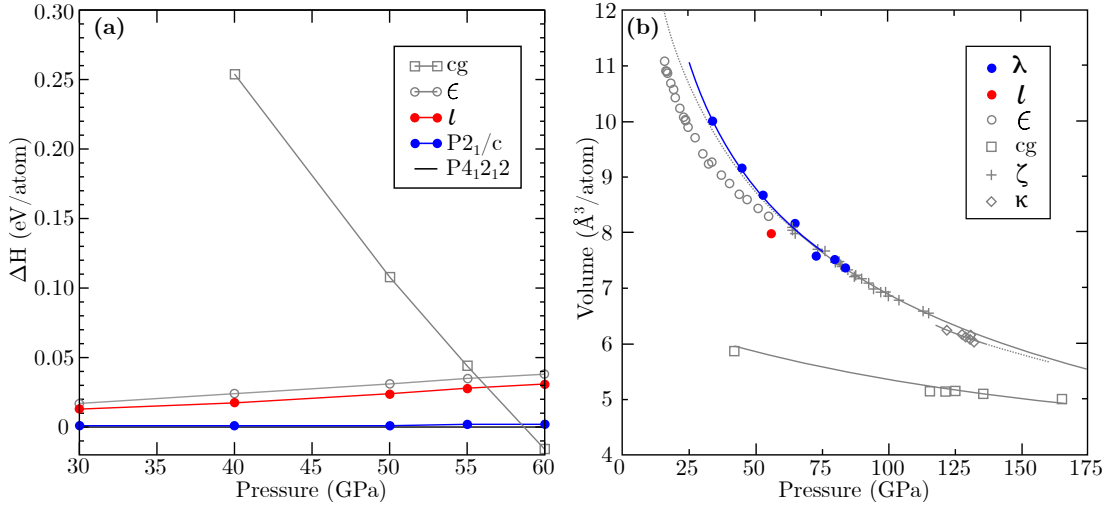 (a)
0.30
0.25
0.20
0.15
0.10
0.05
0
ΔH (eV/atom)
30
35
40
45
50
55
60
Pressure (GPa)
cg
ϵ
ι
P2₁/c
P4₁2₁2
(b)
12
11
10
9
8
7
6
5
4
Volume (Å³/atom)
0
25
50
75
100
125
150
175
Pressure (GPa)
λ
ι
ϵ
cg
ζ
κ